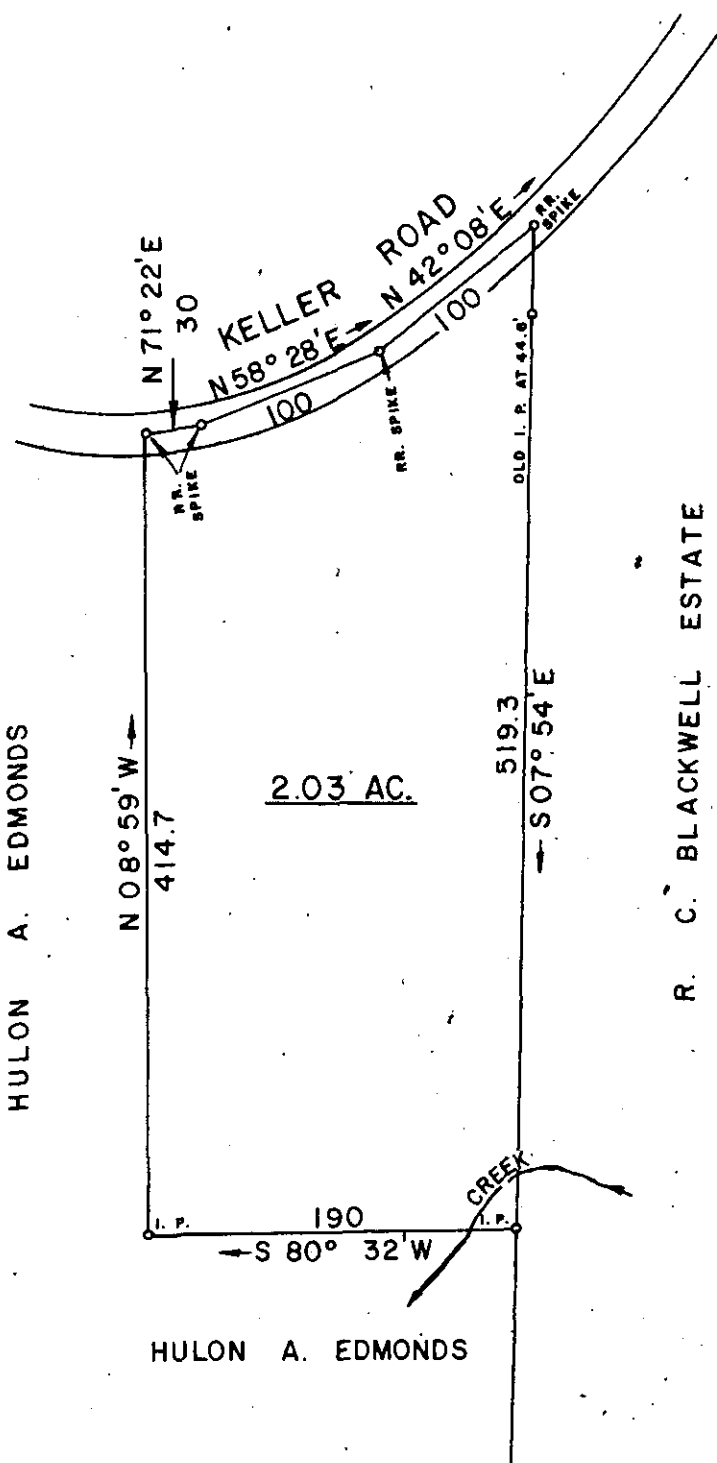 KELLER ROAD
N 71° 22' E
30
N 58° 28' E
100
N 42° 08' E
100
RR. SPIKE
RR. SPIKE
RR. SPIKE
OLD I. P. AT 44.6'
N 08° 59' W
414.7
2.03 AC.
519.3
S 07° 54' E
HULON A. EDMONDS
R. C. BLACKWELL ESTATE
CREEK
I. P.
190
I. P.
S 80° 32' W
HULON A. EDMONDS